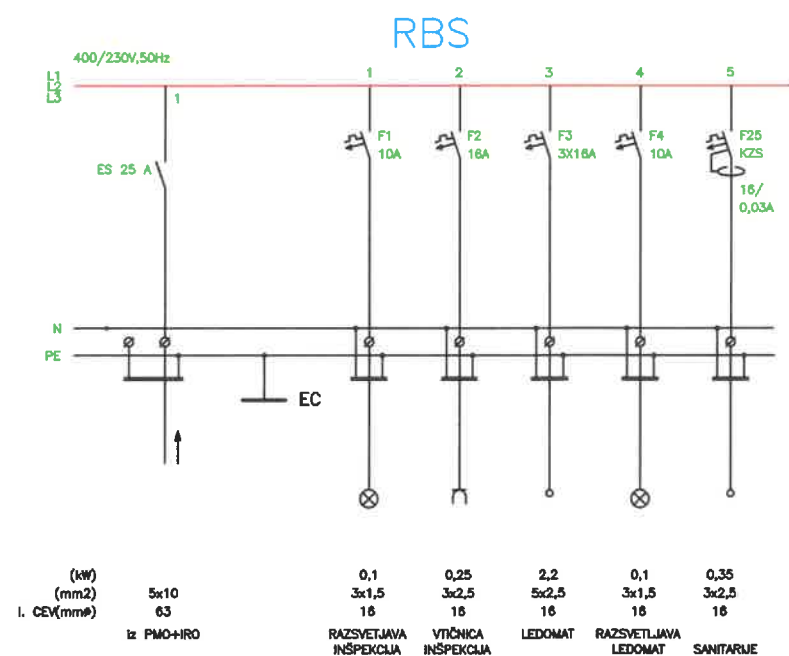 RBS
400/230V,50Hz
L1
L2
L3
1
1 2 3 4 5
ES 25 A
F1
10A
F2
16A
F3
3X16A
F4
10A
F25
KZS
16/
0,03A
N
PE
EC
(kW) 0,1 0,25 2,2 0,1 0,35
(mm2) 5x10 3x1,5 3x2,5 5x2,5 3x1,5 3x2,5
I. CEV(mmø) 63 16 16 16 16 16
iz PMO+IRO
RAZSVETJAVA
INŠPEKCIJA
VTIČNICA
INŠPEKCIJA
LEDOMAT
RAZSVETLJAVA
LEDOMAT
SANITARIJE